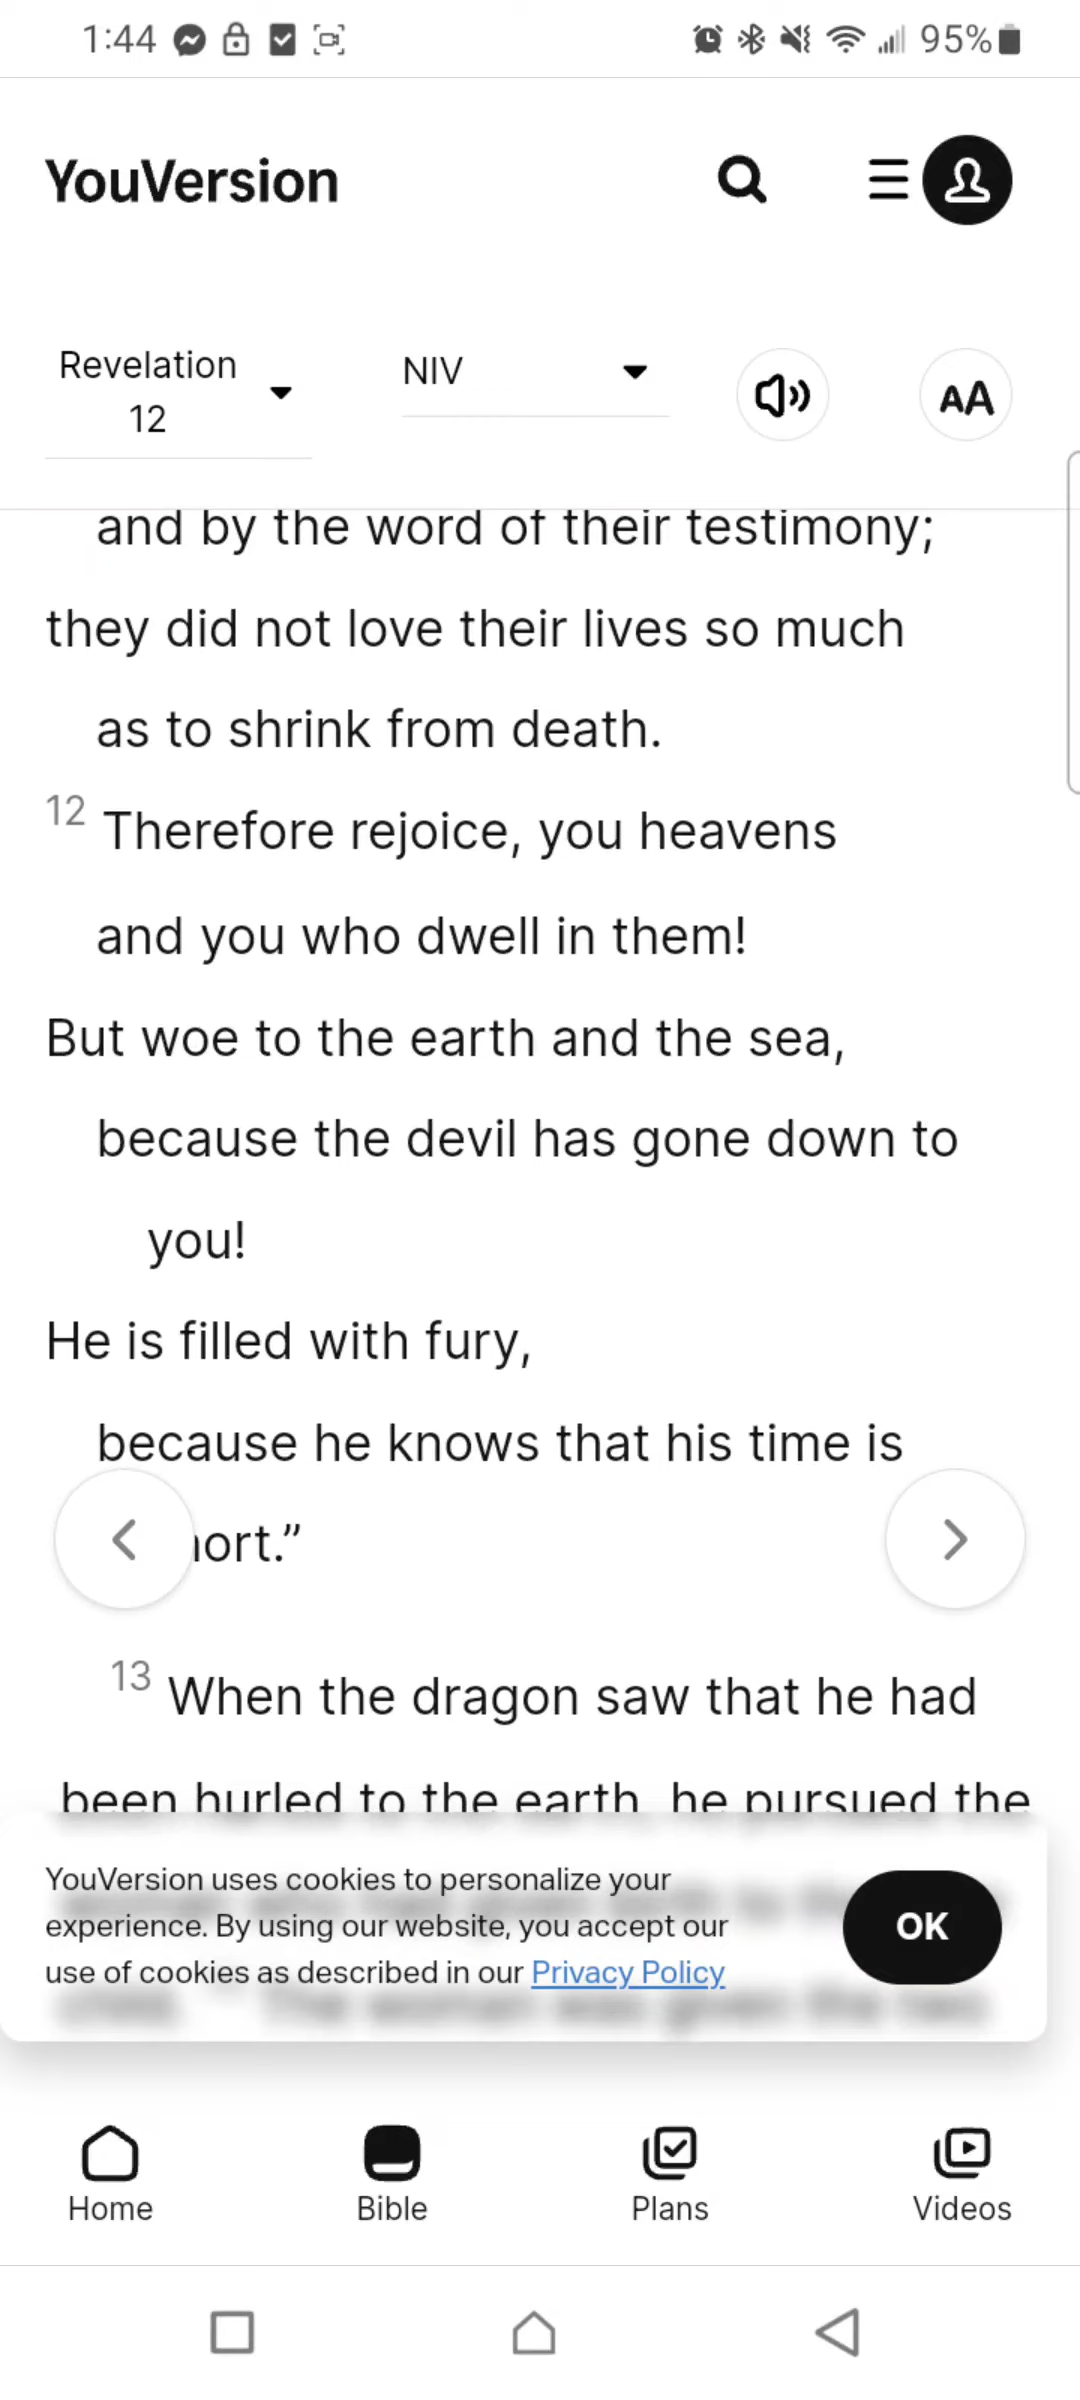 1:44
95%
YouVersion
Revelation
12
NIV
AA
and by the word of their testimony;
they did not love their lives so much
as to shrink from death.
12 Therefore rejoice, you heavens
and you who dwell in them!
But woe to the earth and the sea,
because the devil has gone down to
you!
He is filled with fury,
because he knows that his time is
ort.”
13 When the dragon saw that he had
been hurled to the earth, he pursued the
YouVersion uses cookies to personalize your
experience. By using our website, you accept our
use of cookies as described in our Privacy Policy
OK
Home
Bible
Plans
Videos